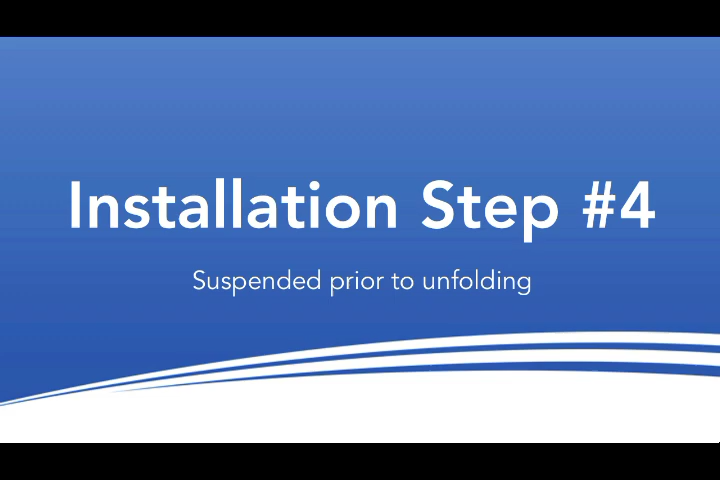 Installation Step #4
Suspended prior to unfolding